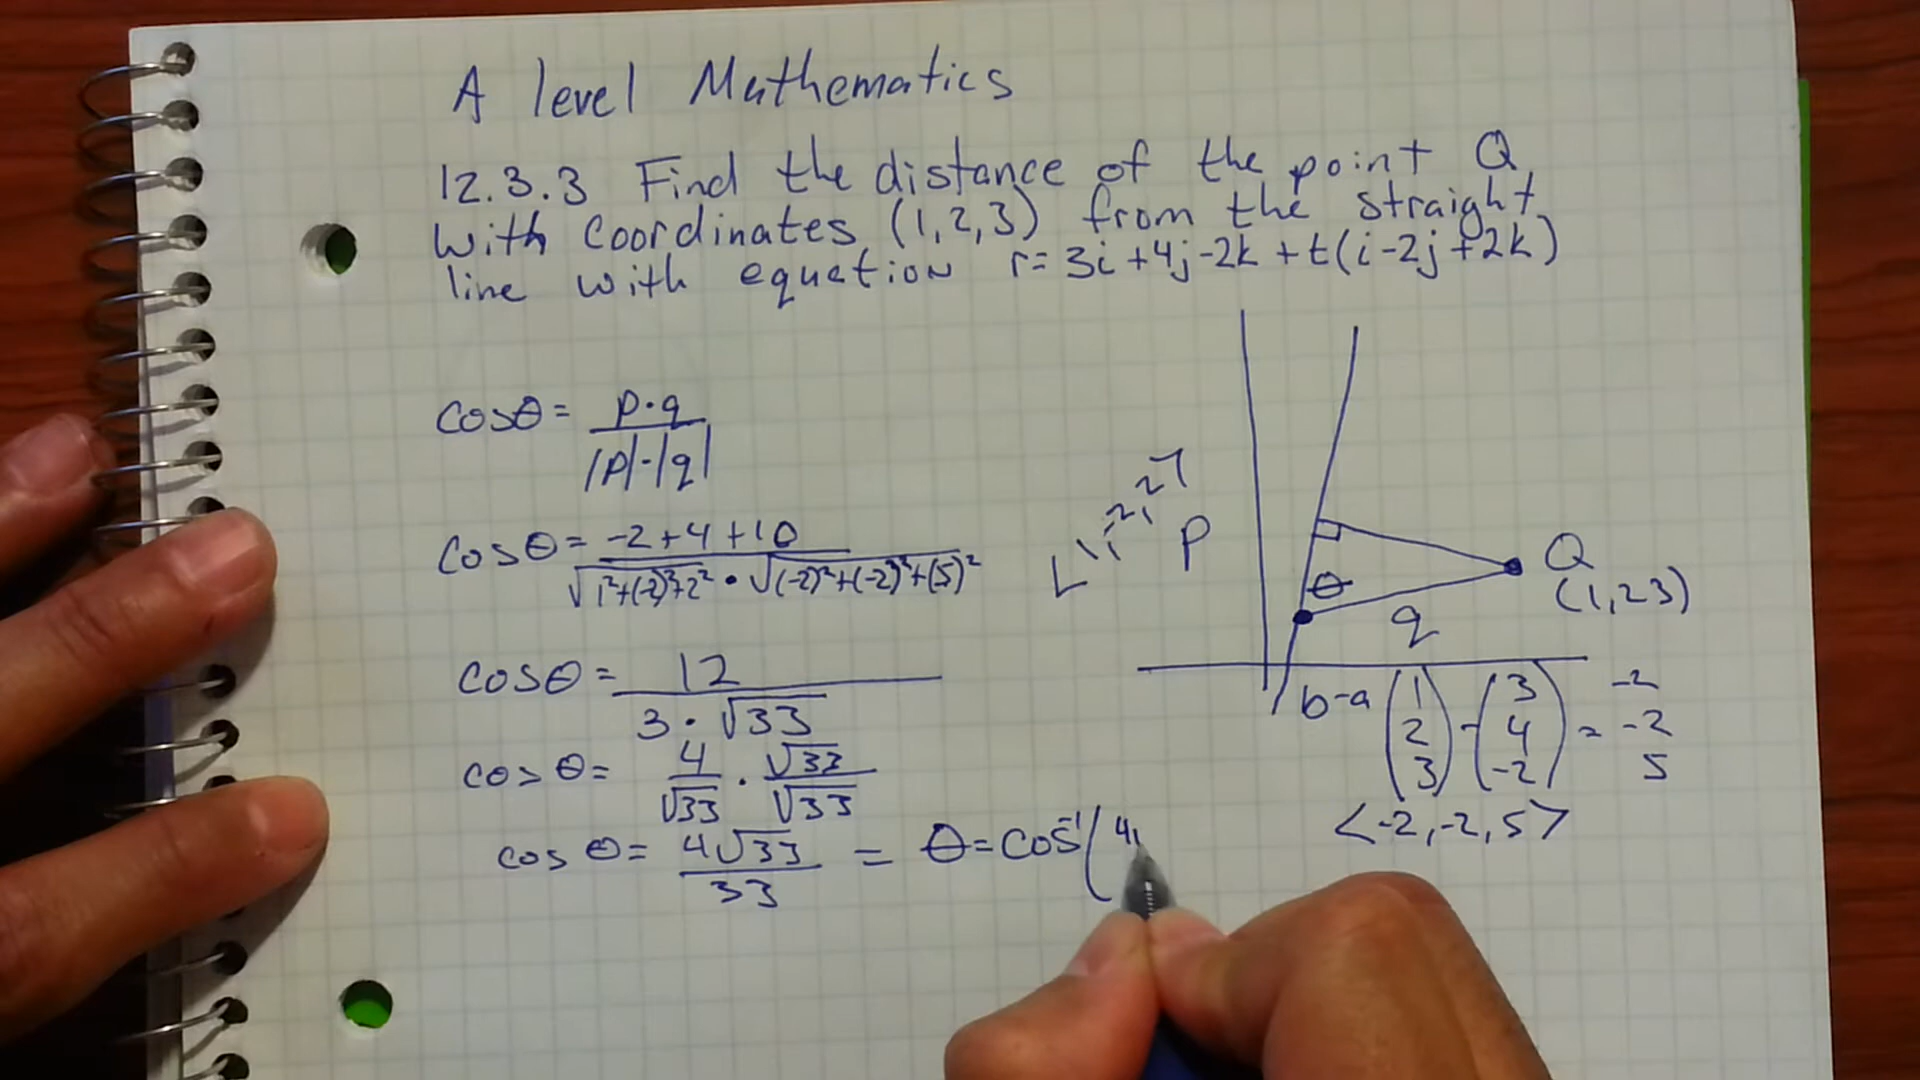 A level Mathematics
12.3.3 Find the distance of the point Q
with coordinates (1,2,3) from the straight
line with equation r=3i+4j-2k+t(i-2j+2k)
cosθ= p·q
|p|·|q|
cosθ= -2+4+10
√1²+(-2)²+2² • √(-2)²+(-2)²+(5)²
cosθ= 12
3·√33
cosθ= 4/√33 · √33/√33
cosθ= 4√33/33 = θ=cos⁻¹(4
P
θ
q
Q
(1,2 3)
b-a (1 2 3) - (3 4 -2) = -2 -2 5
<-2,-2,5>